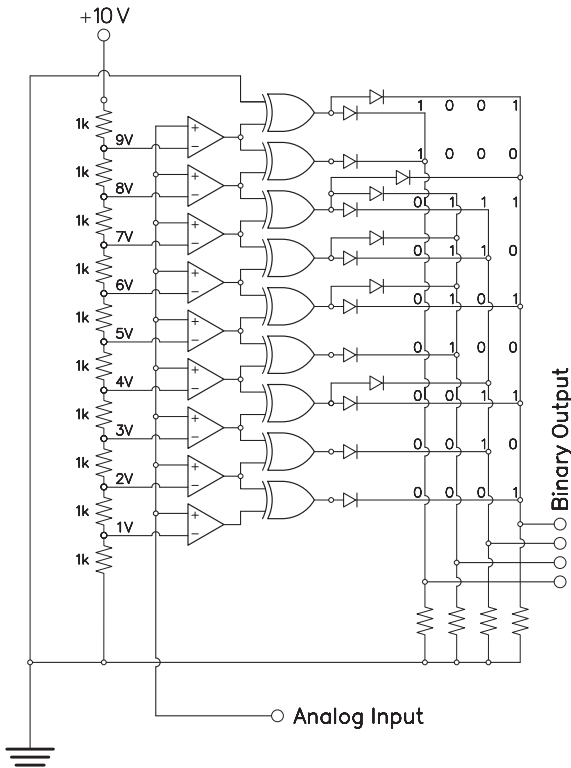 +10V
1k
1 0 0 1
9V
1k
1 0 0 0
8V
1k
0 1 1 1
7V
1k
0 1 1 0
6V
1k
0 1 0 1
5V
1k
0 1 0 0
4V
1k
0 0 1 1
3V
1k
0 0 1 0
2V
1k
0 0 0 1
1V
1k
+
−
+
−
+
−
+
−
+
−
+
−
+
−
+
−
+
−
Binary Output
Analog Input